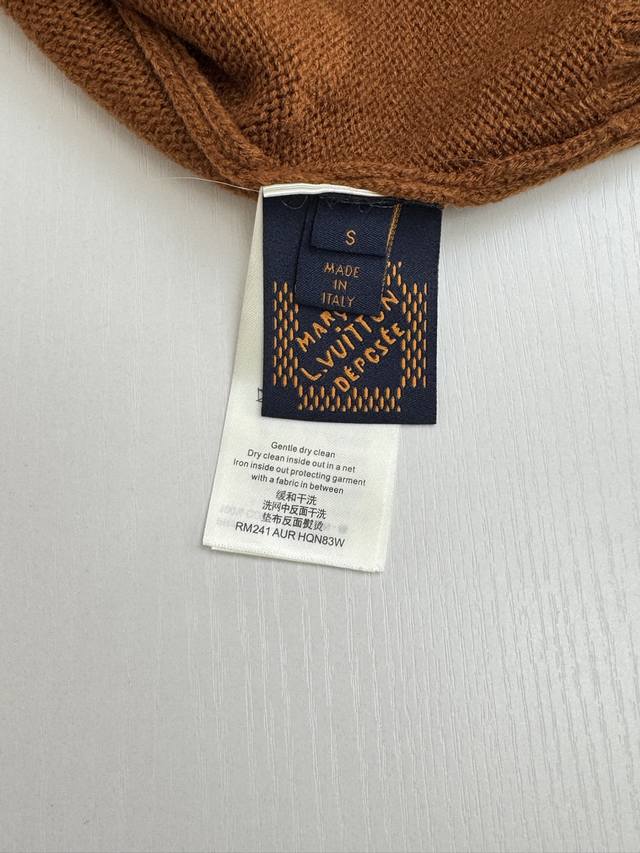 S
MADE
IN
ITALY
L.VUITTON
DÉPOSÉE
Gentle dry clean
Dry clean inside out in a net
Iron inside out protecting garment
with a fabric in between
缓和干洗
洗网中反面干洗
垫布反面熨烫
RM241 AUR HQN83W